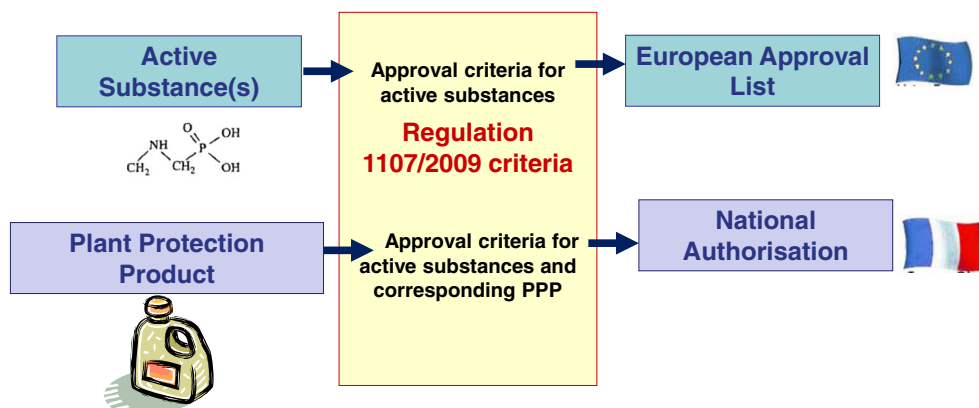 Active
Substance(s)
Approval criteria for
active substances
European Approval
List
Regulation
1107/2009 criteria
O
OH
NH
P
CH2
CH2
OH
Plant Protection
Product
Approval criteria for
active substances and
corresponding PPP
National
Authorisation